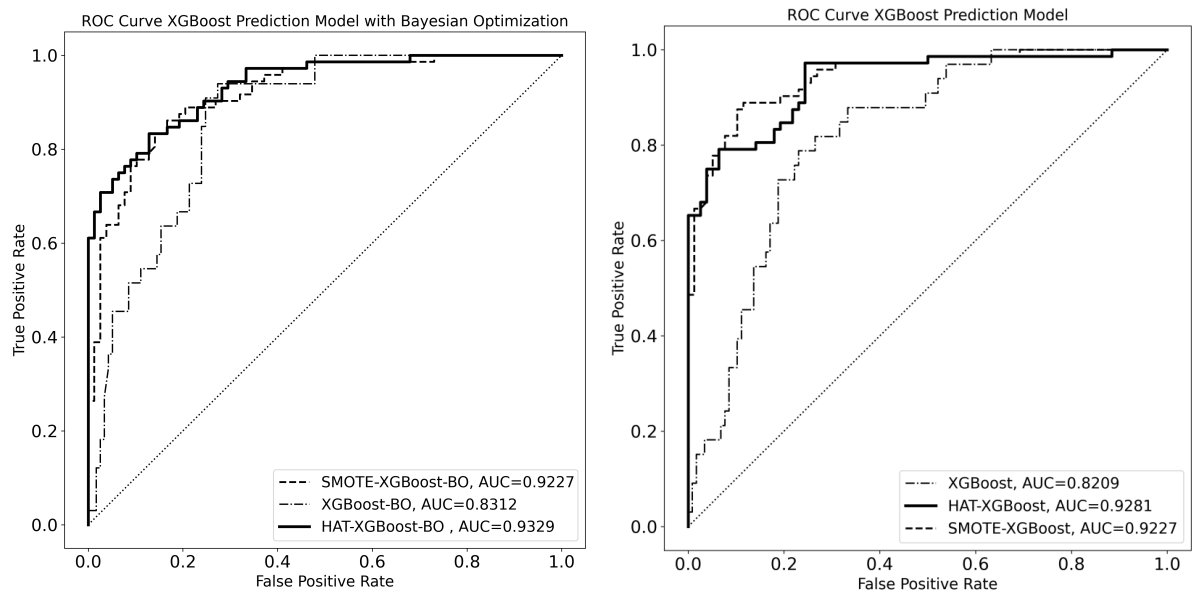 ROC Curve XGBoost Prediction Model with Bayesian Optimization
True Positive Rate
1.0
0.8
0.6
0.4
0.2
0.0
SMOTE-XGBoost-BO, AUC=0.9227
XGBoost-BO, AUC=0.8312
HAT-XGBoost-BO , AUC=0.9329
0.0 0.2 0.4 0.6 0.8 1.0
False Positive Rate
ROC Curve XGBoost Prediction Model
True Positive Rate
1.0
0.8
0.6
0.4
0.2
0.0
XGBoost, AUC=0.8209
HAT-XGBoost, AUC=0.9281
SMOTE-XGBoost, AUC=0.9227
0.0 0.2 0.4 0.6 0.8 1.0
False Positive Rate